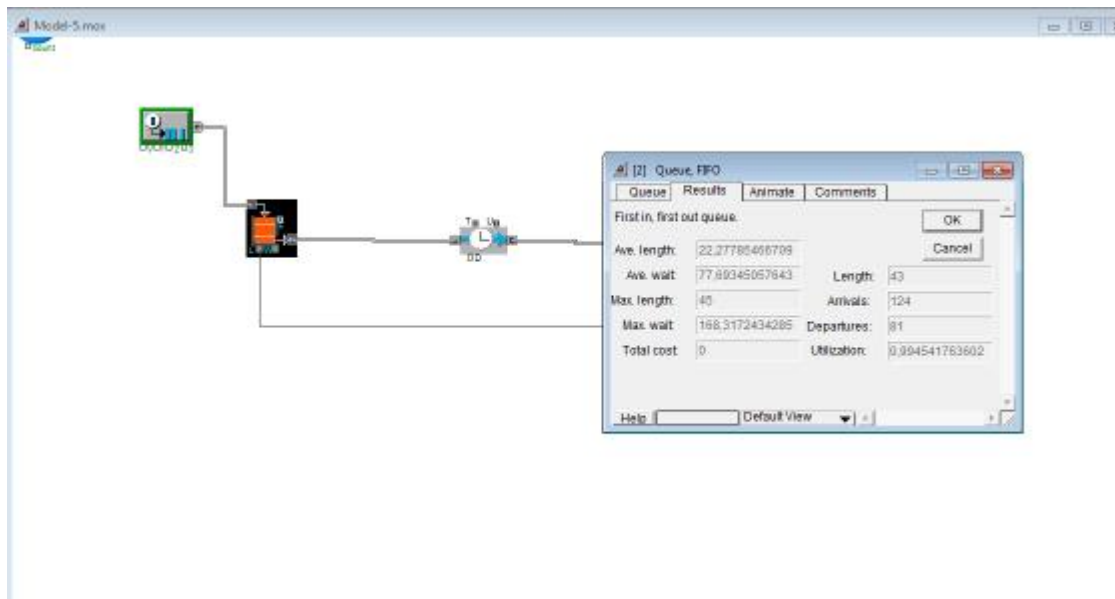 Model-5.mox
[2] Queue, FIFO
Queue Results Animate Comments
First in, first out queue.
OK
Cancel
Ave. length: 22,27785466709
Ave. wait: 77,69345057643
Length: 43
Max. length: 45
Arrivals: 124
Max. wait: 168,3172434285
Departures: 81
Total cost: 0
Utilization: 0,994541763602
Help
Default View